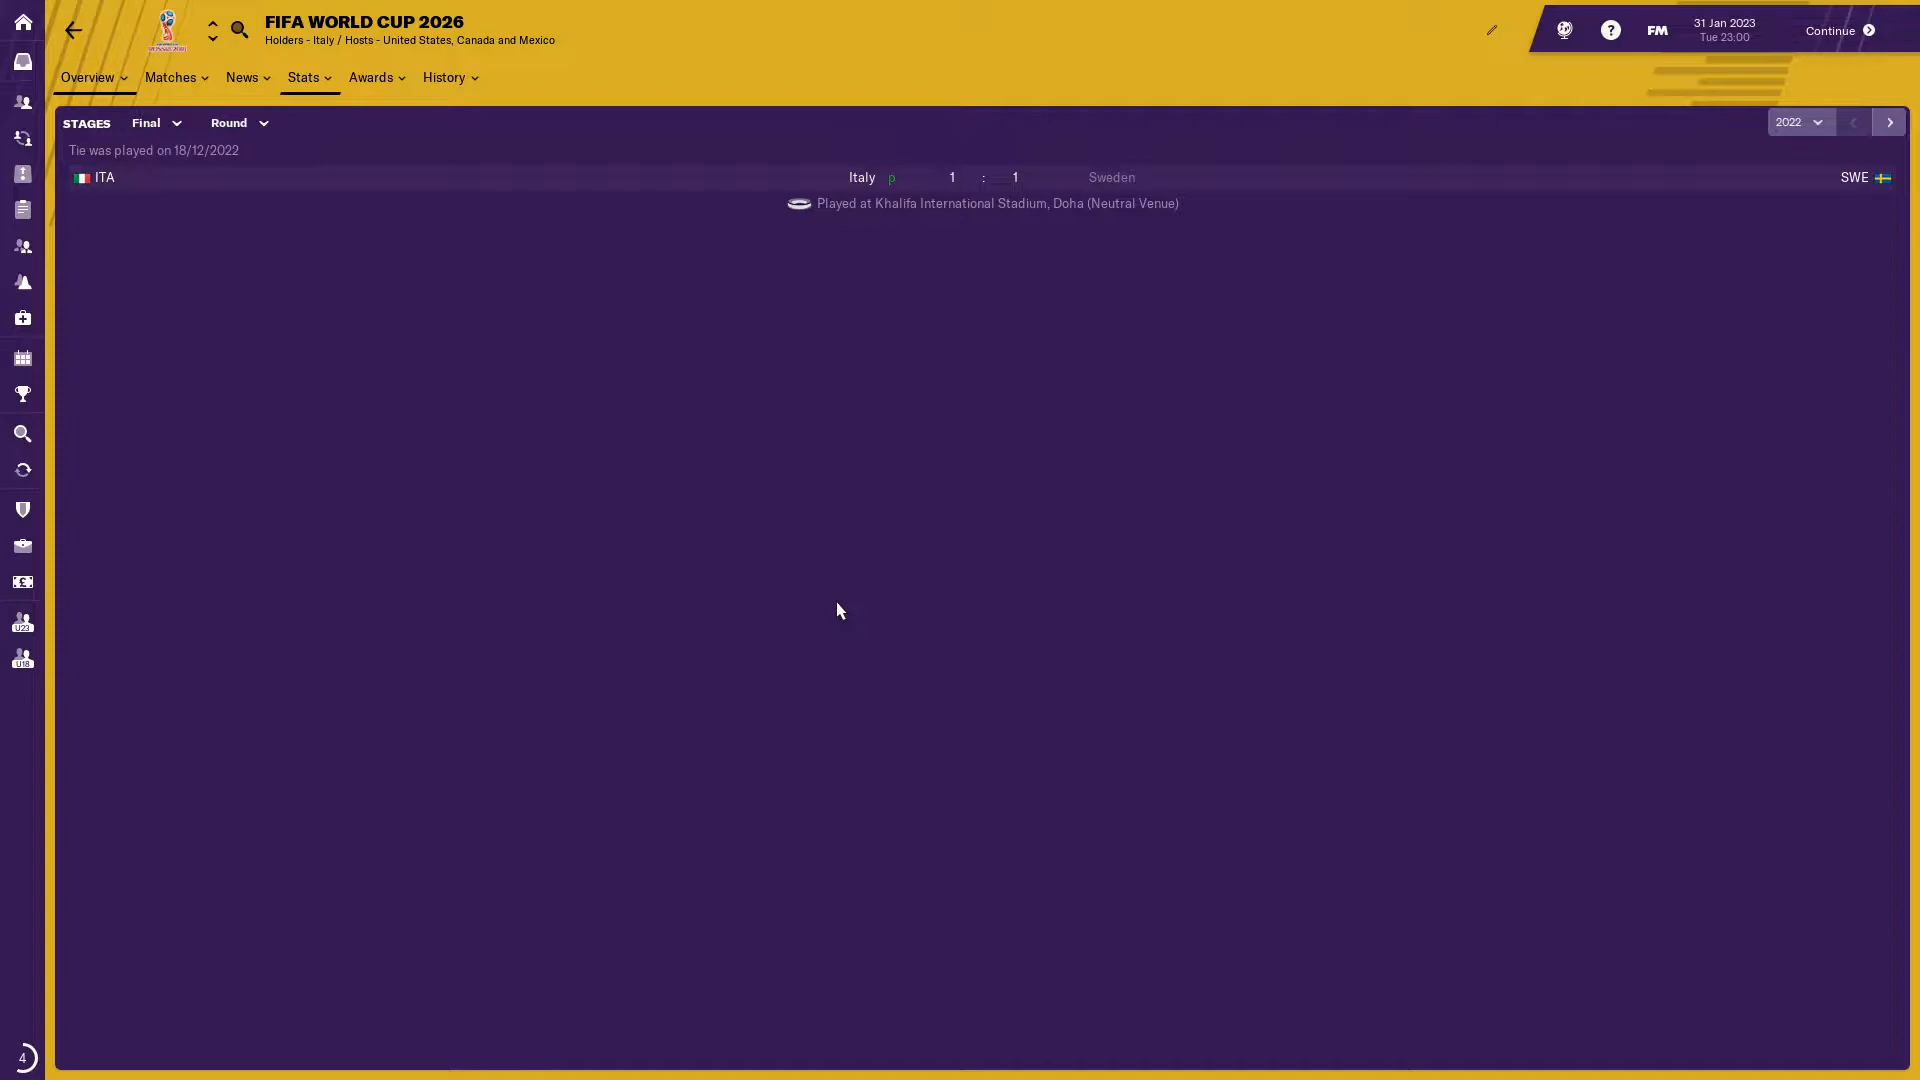 FIFA WORLD CUP 2026
Holders - Italy / Hosts - United States, Canada and Mexico
FM
31 Jan 2023
Tue 23:00
Continue
Overview Matches News Stats Awards History
STAGES Final Round 2022
Tie was played on 18/12/2022
ITA Italy p 1 : 1 Sweden SWE
Played at Khalifa International Stadium, Doha (Neutral Venue)
U23
U18
4